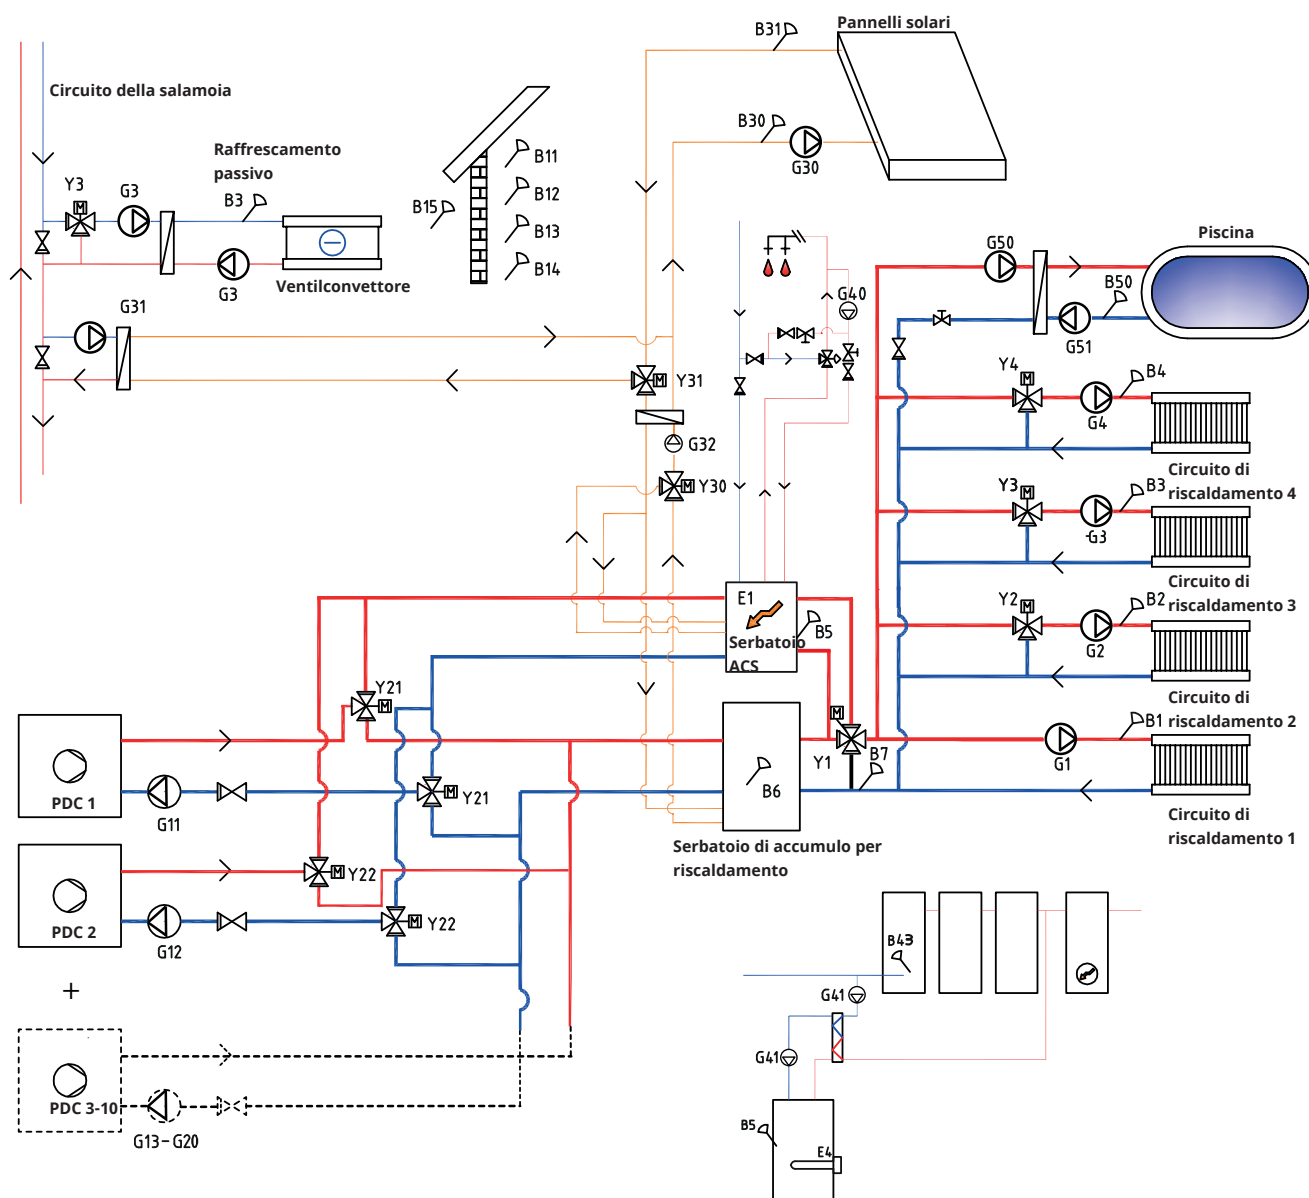 Pannelli solari
B31
Circuito della salamoia
B30
G30
Raffrescamento
passivo
B11
Y3
G3
B3
B12
B15
B13
B14
G3
Ventilconvettore
Piscina
G50
B50
G40
G51
G31
Y31
Y4
B4
G4
Circuito di
riscaldamento 4
G32
Y30
Y3
B3
-G3
Circuito di
riscaldamento 3
E1
B5
Serbatoio
ACS
Y2
B2
G2
Circuito di
riscaldamento 2
Y21
M
PDC 1
G11
Y21
B6
Y1
B7
G1
B1
Circuito di
riscaldamento 1
Serbatoio di accumulo per
riscaldamento
PDC 2
G12
Y22
Y22
+
B43
G41
G41
PDC 3-10
G13-G20
B5
E4